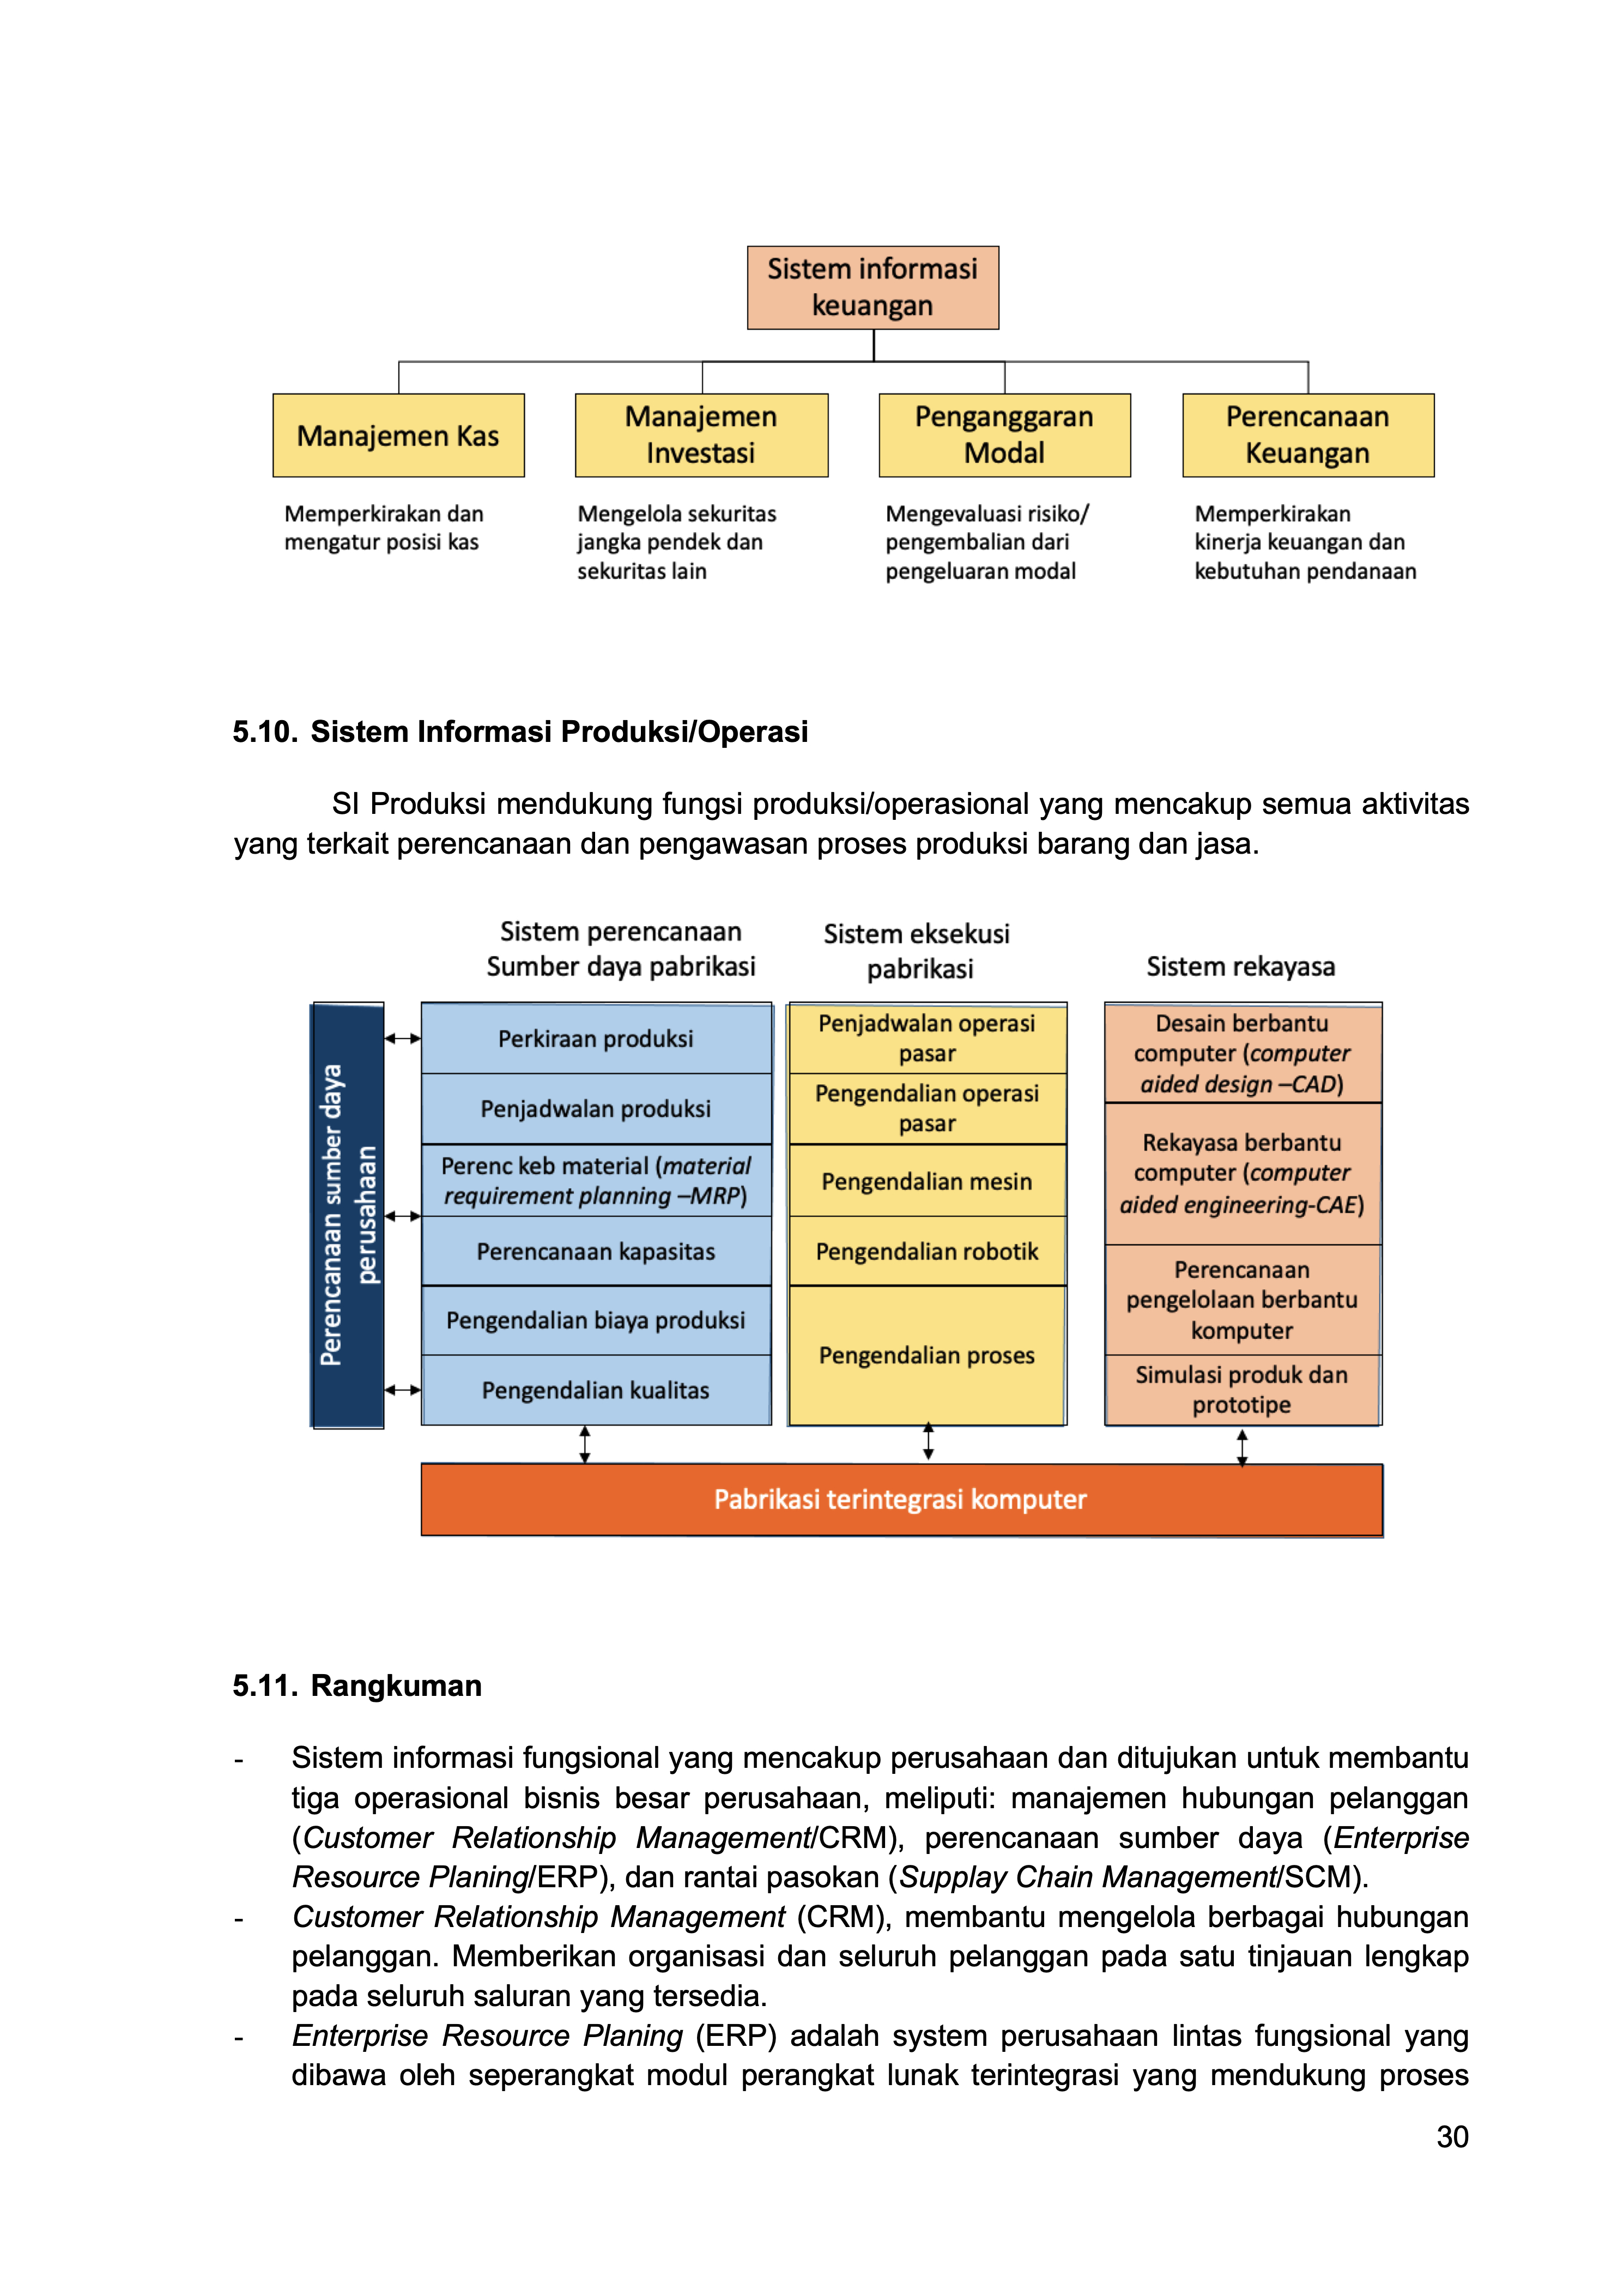 Sistem informasi
keuangan
Manajemen Kas
Manajemen
Investasi
Penganggaran
Modal
Perencanaan
Keuangan
Memperkirakan dan
mengatur posisi kas
Mengelola sekuritas
jangka pendek dan
sekuritas lain
Mengevaluasi risiko/
pengembalian dari
pengeluaran modal
Memperkirakan
kinerja keuangan dan
kebutuhan pendanaan
5.10. Sistem Informasi Produksi/Operasi
SI Produksi mendukung fungsi produksi/operasional yang mencakup semua aktivitas
yang terkait perencanaan dan pengawasan proses produksi barang dan jasa.
Perencanaan sumber daya
perusahaan
Sistem perencanaan
Sumber daya pabrikasi
Perkiraan produksi
Penjadwalan produksi
Perenc keb material (material
requirement planning –MRP)
Perencanaan kapasitas
Pengendalian biaya produksi
Pengendalian kualitas
Sistem eksekusi
pabrikasi
Penjadwalan operasi
pasar
Pengendalian operasi
pasar
Pengendalian mesin
Pengendalian robotik
Pengendalian proses
Sistem rekayasa
Desain berbantu
computer (computer
aided design –CAD)
Rekayasa berbantu
computer (computer
aided engineering-CAE)
Perencanaan
pengelolaan berbantu
komputer
Simulasi produk dan
prototipe
Pabrikasi terintegrasi komputer
5.11. Rangkuman
- Sistem informasi fungsional yang mencakup perusahaan dan ditujukan untuk membantu
tiga operasional bisnis besar perusahaan, meliputi: manajemen hubungan pelanggan
(Customer Relationship Management/CRM), perencanaan sumber daya (Enterprise
Resource Planing/ERP), dan rantai pasokan (Supplay Chain Management/SCM).
- Customer Relationship Management (CRM), membantu mengelola berbagai hubungan
pelanggan. Memberikan organisasi dan seluruh pelanggan pada satu tinjauan lengkap
pada seluruh saluran yang tersedia.
- Enterprise Resource Planing (ERP) adalah system perusahaan lintas fungsional yang
dibawa oleh seperangkat modul perangkat lunak terintegrasi yang mendukung proses
30